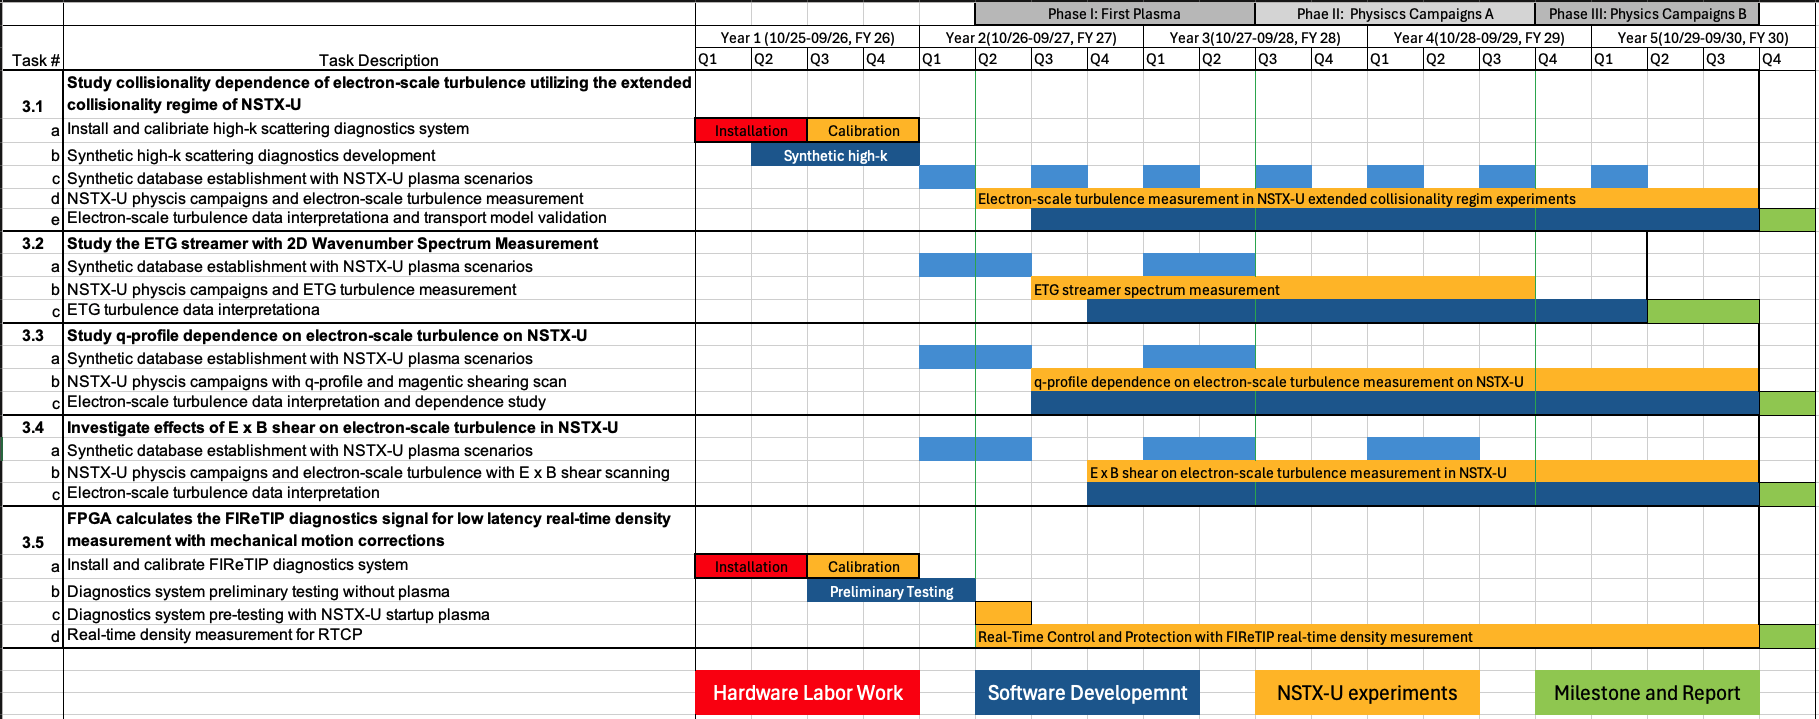 Phase I: First Plasma Phae II: Physiscs Campaigns A Phase III: Physics Campaigns B
Year 1 (10/25-09/26, FY 26) Year 2(10/26-09/27, FY 27) Year 3(10/27-09/28, FY 28) Year 4(10/28-09/29, FY 29) Year 5(10/29-09/30, FY 30)
Task # Task Description Q1 Q2 Q3 Q4 Q1 Q2 Q3 Q4 Q1 Q2 Q3 Q4 Q1 Q2 Q3 Q4 Q1 Q2 Q3 Q4
Study collisionality dependence of electron-scale turbulence utilizing the extended
3.1 collisionality regime of NSTX-U
a Install and calibriate high-k scattering diagnostics system Installation Calibration
b Synthetic high-k scattering diagnostics development Synthetic high-k
c Synthetic database establishment with NSTX-U plasma scenarios
d NSTX-U physcis campaigns and electron-scale turbulence measurement Electron-scale turbulence measurement in NSTX-U extended collisionality regim experiments
e Electron-scale turbulence data interpretationa and transport model validation
3.2 Study the ETG streamer with 2D Wavenumber Spectrum Measurement
a Synthetic database establishment with NSTX-U plasma scenarios
b NSTX-U physcis campaigns and ETG turbulence measurement ETG streamer spectrum measurement
c ETG turbulence data interpretationa
3.3 Study q-profile dependence on electron-scale turbulence on NSTX-U
a Synthetic database establishment with NSTX-U plasma scenarios
b NSTX-U physcis campaigns with q-profile and magentic shearing scan q-profile dependence on electron-scale turbulence measurement on NSTX-U
c Electron-scale turbulence data interpretation and dependence study
3.4 Investigate effects of E x B shear on electron-scale turbulence in NSTX-U
a Synthetic database establishment with NSTX-U plasma scenarios
b NSTX-U physcis campaigns and electron-scale turbulence with E x B shear scanning E x B shear on electron-scale turbulence measurement in NSTX-U
c Electron-scale turbulence data interpretation
FPGA calculates the FIReTIP diagnostics signal for low latency real-time density
3.5 measurement with mechanical motion corrections
a Install and calibrate FIReTIP diagnostics system Installation Calibration
b Diagnostics system preliminary testing without plasma Preliminary Testing
c Diagnostics system pre-testing with NSTX-U startup plasma
d Real-time density measurement for RTCP Real-Time Control and Protection with FIReTIP real-time density mesurement
Hardware Labor Work Software Developemnt NSTX-U experiments Milestone and Report